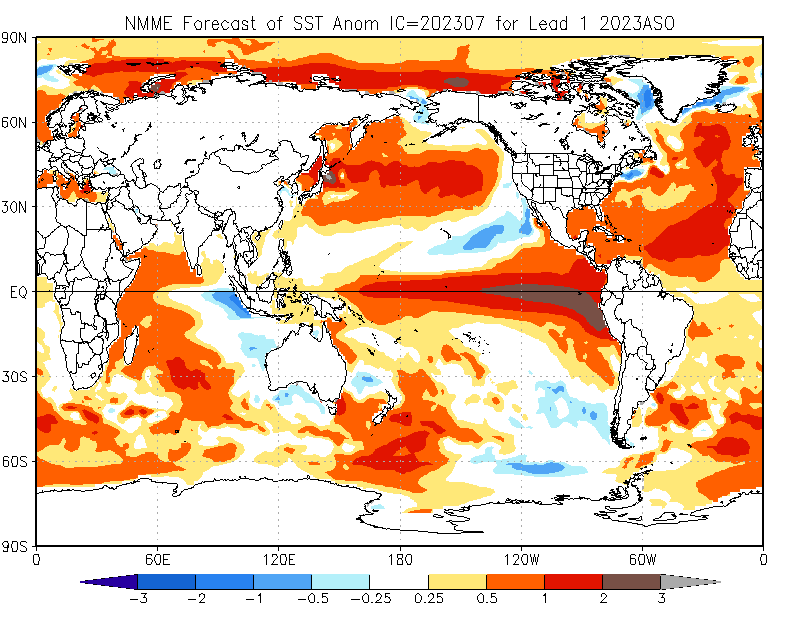 NMME Forecast of SST Anom IC=202307 for Lead 1 2023ASO
90N
60N
30N
EQ
30S
60S
90S
0 60E 120E 180 120W 60W 0
-3 -2 -1 -0.5 -0.25 0.25 0.5 1 2 3